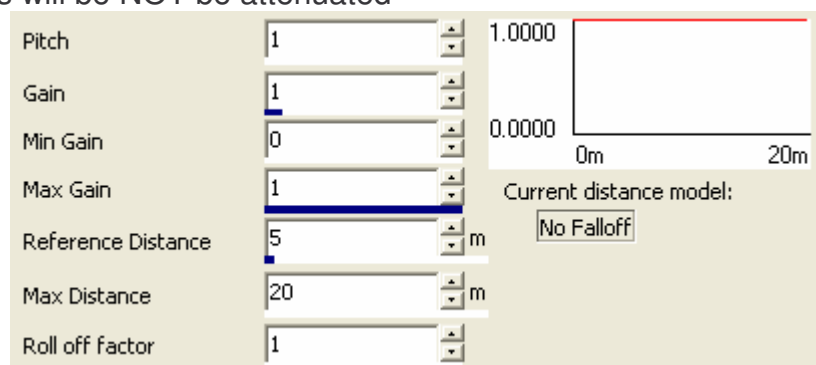 s will be NOT be attenuated
Pitch 1
Gain 1
Min Gain 0
Max Gain 1
Reference Distance 5 m
Max Distance 20 m
Roll off factor 1
1.0000
0.0000
0m 20m
Current distance model:
No Falloff